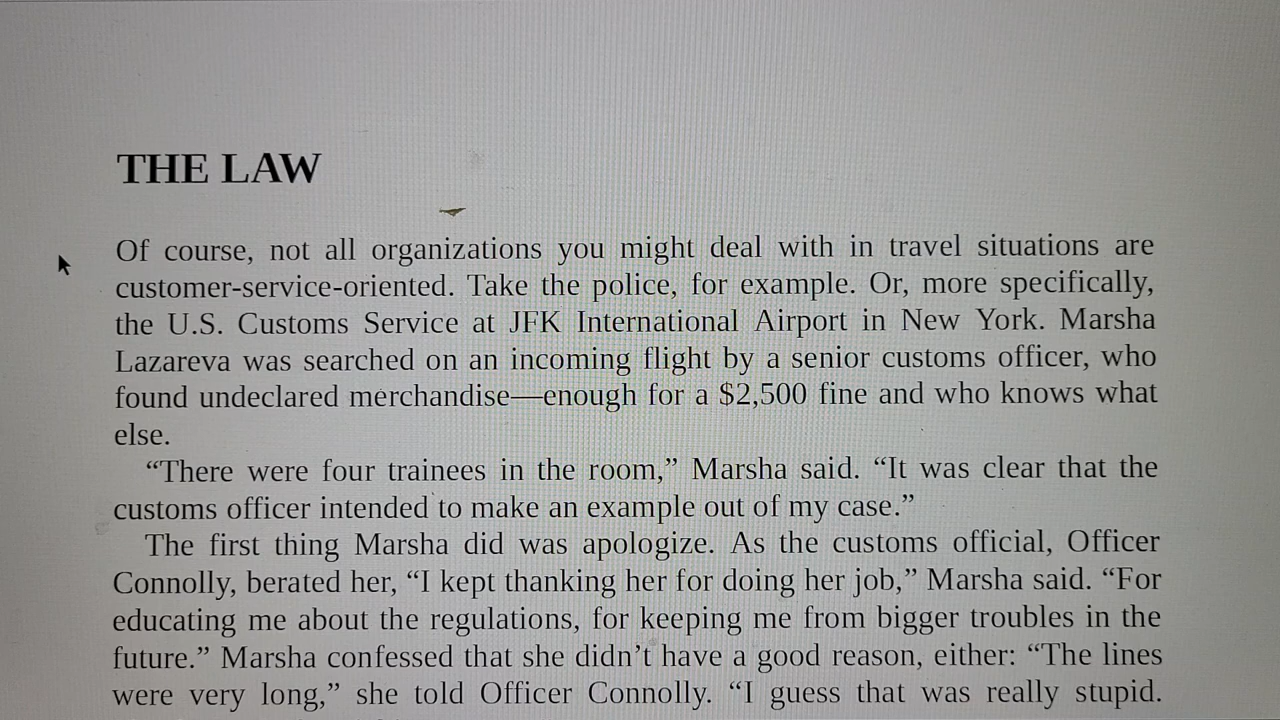 THE LAW
Of course, not all organizations you might deal with in travel situations are
customer-service-oriented. Take the police, for example. Or, more specifically,
the U.S. Customs Service at JFK International Airport in New York. Marsha
Lazareva was searched on an incoming flight by a senior customs officer, who
found undeclared merchandise—enough for a $2,500 fine and who knows what
else.
“There were four trainees in the room,” Marsha said. “It was clear that the
customs officer intended to make an example out of my case.”
The first thing Marsha did was apologize. As the customs official, Officer
Connolly, berated her, “I kept thanking her for doing her job,” Marsha said. “For
educating me about the regulations, for keeping me from bigger troubles in the
future.” Marsha confessed that she didn’t have a good reason, either: “The lines
were very long,” she told Officer Connolly. “I guess that was really stupid.